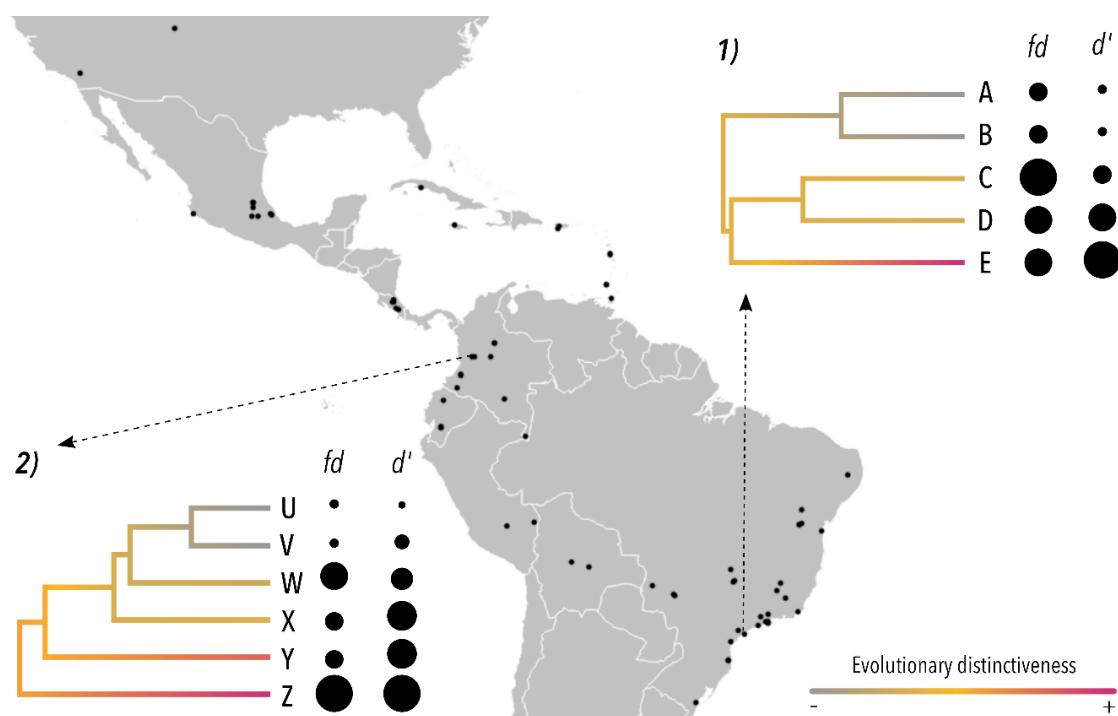 1)
fd d'
A
B
C
D
E
2)
fd d'
U
V
W
X
Y
Z
Evolutionary distinctiveness
- +